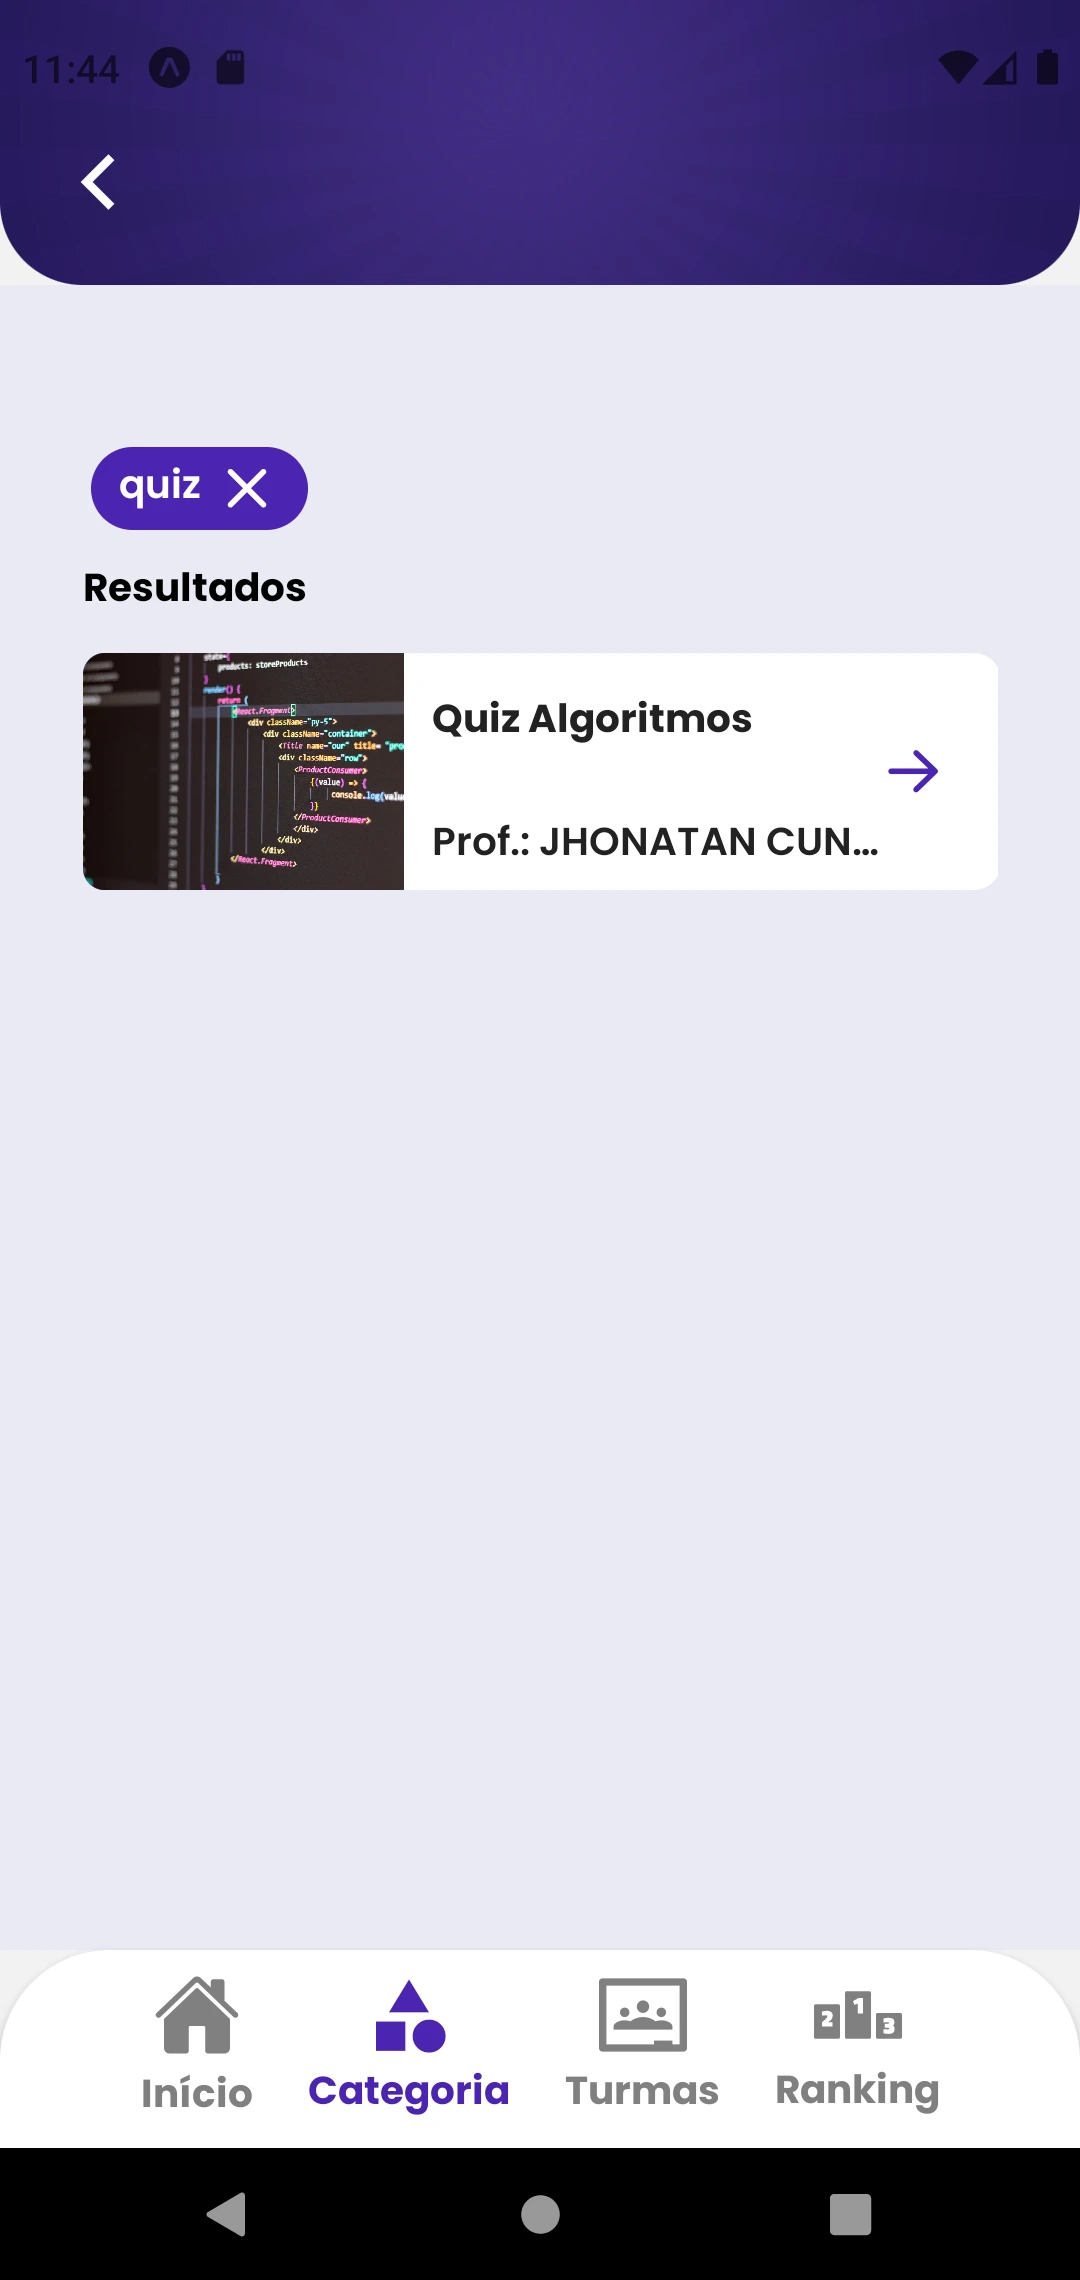 11:44
quiz
Resultados
state={
products: storeProducts
}
render() {
return (
<React.Fragment>
<div className="py-5">
<div className="container">
<Title name="our" title= "pro
<div className="row">
<ProductConsumer>
{(value) => {
console.log(valu
}}
</ProductConsumer>
</div>
</div>
</div>
</React.Fragment>
Quiz Algoritmos
Prof.: JHONATAN CUN...
Início
Categoria
2 1 3
Turmas
Ranking